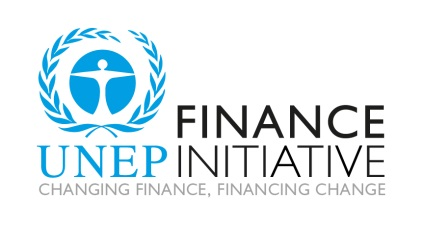 FINANCE
UNEP INITIATIVE
CHANGING FINANCE, FINANCING CHANGE